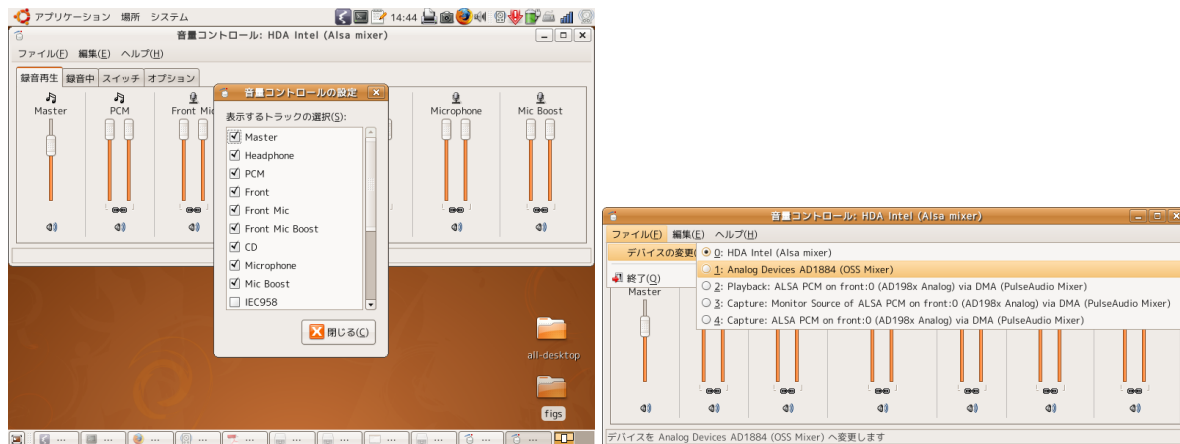 アプリケーション 場所 システム
14:44
音量コントロール: HDA Intel (Alsa mixer)
ファイル(F) 編集(E) ヘルプ(H)
録音再生 録音中 スイッチ オプション
Master PCM Front Mic Microphone Mic Boost
音量コントロールの設定
表示するトラックの選択(S):
Master
Headphone
PCM
Front
Front Mic
Front Mic Boost
CD
Microphone
Mic Boost
IEC958
閉じる(C)
all-desktop
figs
音量コントロール: HDA Intel (Alsa mixer)
ファイル(F) 編集(E) ヘルプ(H)
デバイスの変更(
終了(Q)
0: HDA Intel (Alsa mixer)
1: Analog Devices AD1884 (OSS Mixer)
2: Playback: ALSA PCM on front:0 (AD198x Analog) via DMA (PulseAudio Mixer)
3: Capture: Monitor Source of ALSA PCM on front:0 (AD198x Analog) via DMA (PulseAudio Mixer)
4: Capture: ALSA PCM on front:0 (AD198x Analog) via DMA (PulseAudio Mixer)
Master
デバイスを Analog Devices AD1884 (OSS Mixer) へ変更します